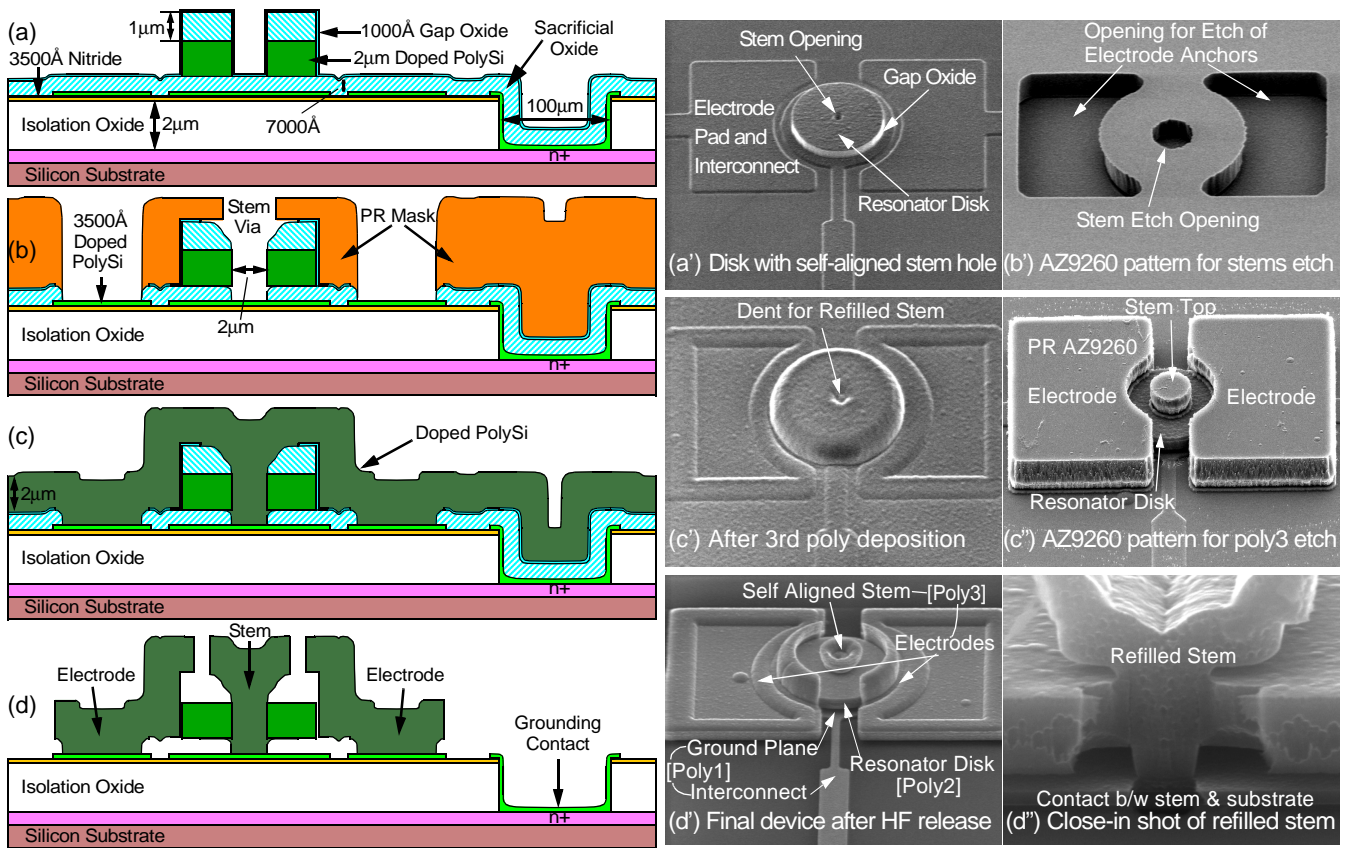 (a)
1μm
1000Å Gap Oxide
Sacrificial
Oxide
3500Å Nitride
2μm Doped PolySi
100μm
Isolation Oxide
2μm
7000Å
n+
Silicon Substrate
(b)
3500Å
Doped
PolySi
Stem
Via
PR Mask
2μm
Isolation Oxide
n+
Silicon Substrate
(c)
Doped PolySi
2μm
Isolation Oxide
n+
Silicon Substrate
(d)
Stem
Electrode
Electrode
Grounding
Contact
Isolation Oxide
n+
Silicon Substrate
Stem Opening
Gap Oxide
Electrode
Pad and
Interconnect
Resonator Disk
(a') Disk with self-aligned stem hole
Opening for Etch of
Electrode Anchors
Stem Etch Opening
(b') AZ9260 pattern for stems etch
Dent for Refilled Stem
(c') After 3rd poly deposition
Stem Top
PR AZ9260
Electrode
Electrode
Resonator Disk
(c'') AZ9260 pattern for poly3 etch
Self Aligned Stem
[Poly3]
Electrodes
Ground Plane
[Poly1]
Interconnect
Resonator Disk
[Poly2]
(d') Final device after HF release
Refilled Stem
Contact b/w stem & substrate
(d'') Close-in shot of refilled stem